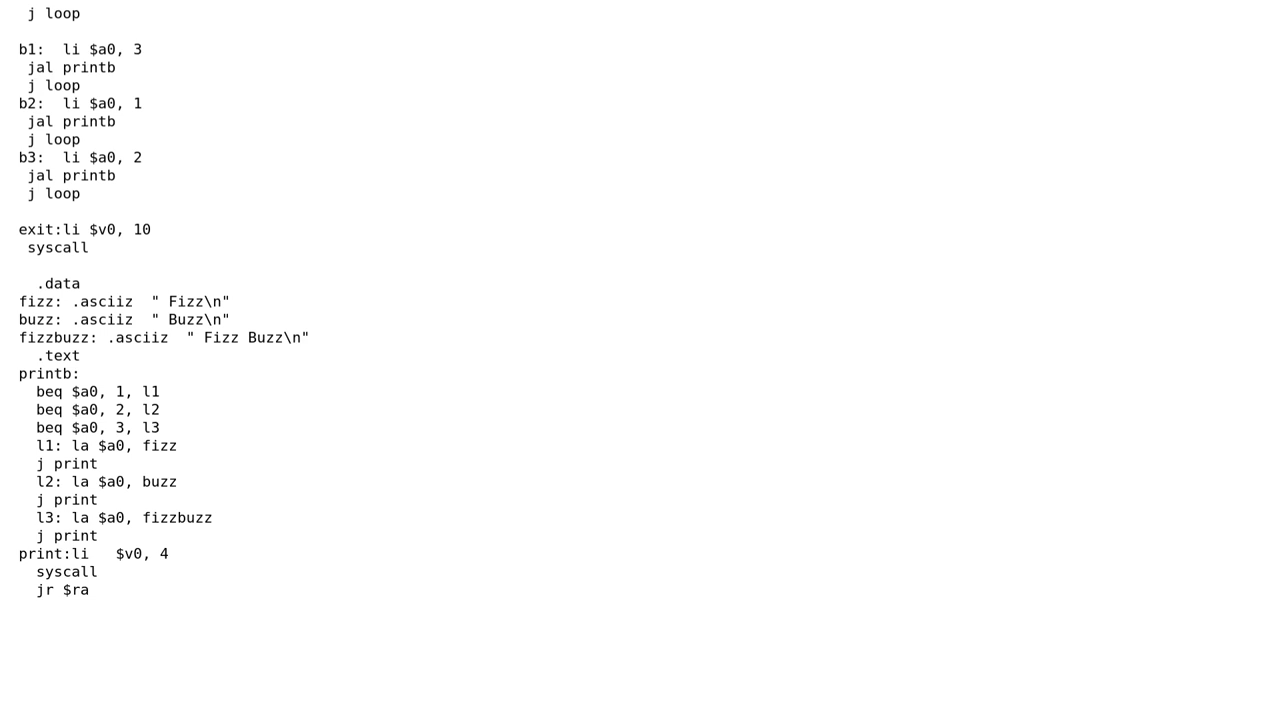 j loop

b1:  li $a0, 3
 jal printb
 j loop
b2:  li $a0, 1
 jal printb
 j loop
b3:  li $a0, 2
 jal printb
 j loop

exit:li $v0, 10
 syscall

  .data
fizz: .asciiz  " Fizz\n"
buzz: .asciiz  " Buzz\n"
fizzbuzz: .asciiz  " Fizz Buzz\n"
  .text
printb:
  beq $a0, 1, l1
  beq $a0, 2, l2
  beq $a0, 3, l3
  l1: la $a0, fizz
  j print
  l2: la $a0, buzz
  j print
  l3: la $a0, fizzbuzz
  j print
print:li   $v0, 4
  syscall
  jr $ra